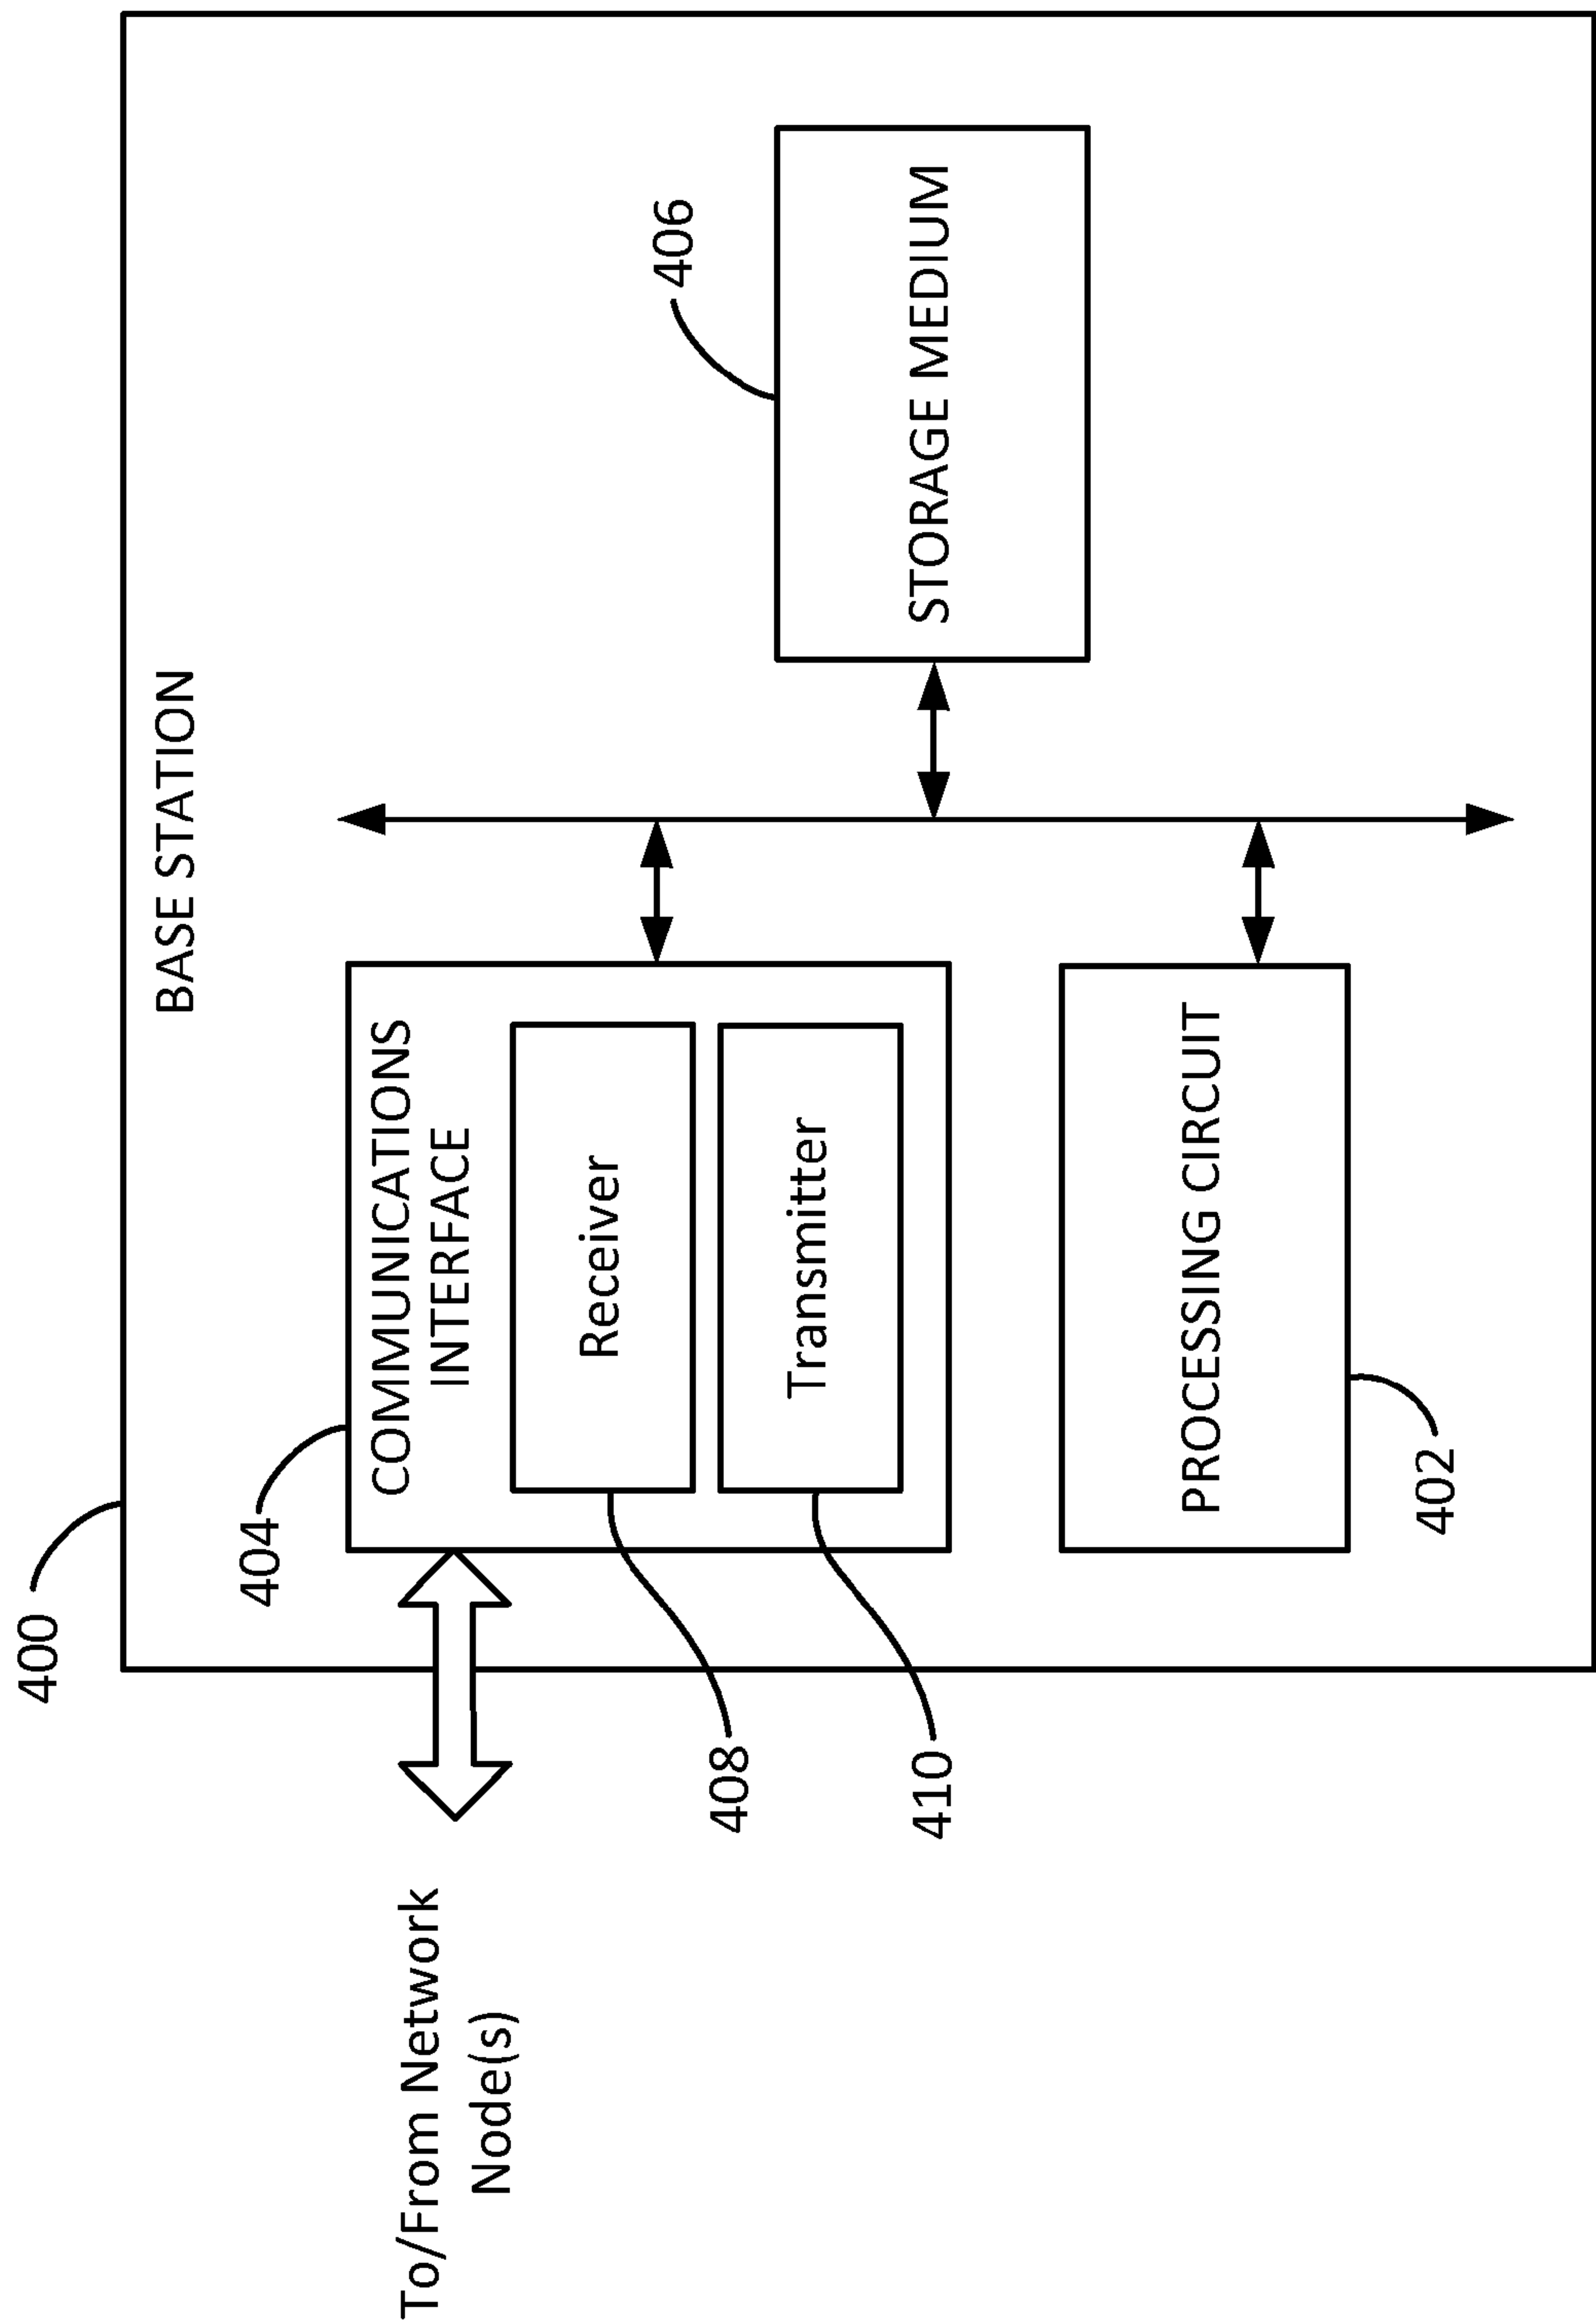 400
BASE STATION
404
COMMUNICATIONS
INTERFACE
Receiver
Transmitter
To/From Network
Node(s)
408
410
406
STORAGE MEDIUM
PROCESSING CIRCUIT
402